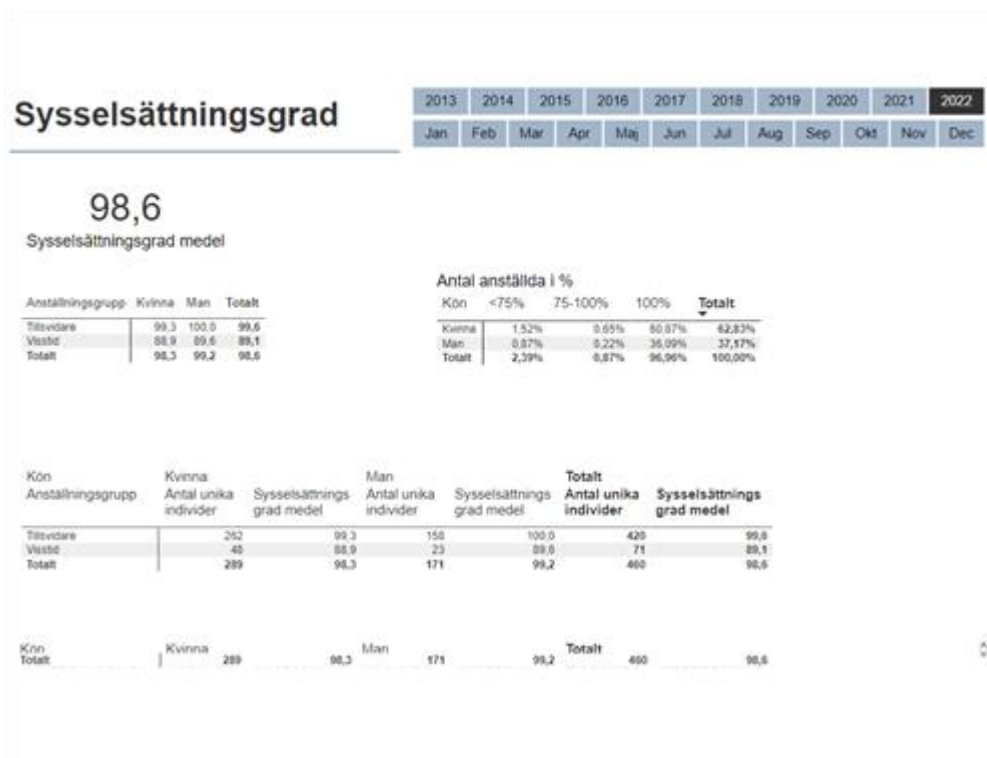 Sysselsättningsgrad
2013 2014 2015 2016 2017 2018 2019 2020 2021 2022
Jan Feb Mar Apr Maj Jun Jul Aug Sep Okt Nov Dec
98,6
Sysselsättningsgrad medel
Anställningsgrupp Kvinna Man Totalt
Tillsvidare 99,3 100,0 99,6
Visstid 88,9 89,6 89,1
Totalt 98,3 99,2 98,6
Antal anställda i %
Kön <75% 75-100% 100% Totalt
Kvinna 1,52% 0,65% 60,87% 62,83%
Man 0,87% 0,22% 36,09% 37,17%
Totalt 2,39% 0,87% 96,96% 100,00%
Kön Kvinna Man Totalt
Anställningsgrupp Antal unika Sysselsättnings Antal unika Sysselsättnings Antal unika Sysselsättnings
individer grad medel individer grad medel individer grad medel
Tillsvidare 262 99,3 158 100,0 420 99,6
Visstid 48 88,9 23 89,6 71 89,1
Totalt 289 98,3 171 99,2 460 98,6
Kön Kvinna Man Totalt
Totalt 289 98,3 171 99,2 460 98,6